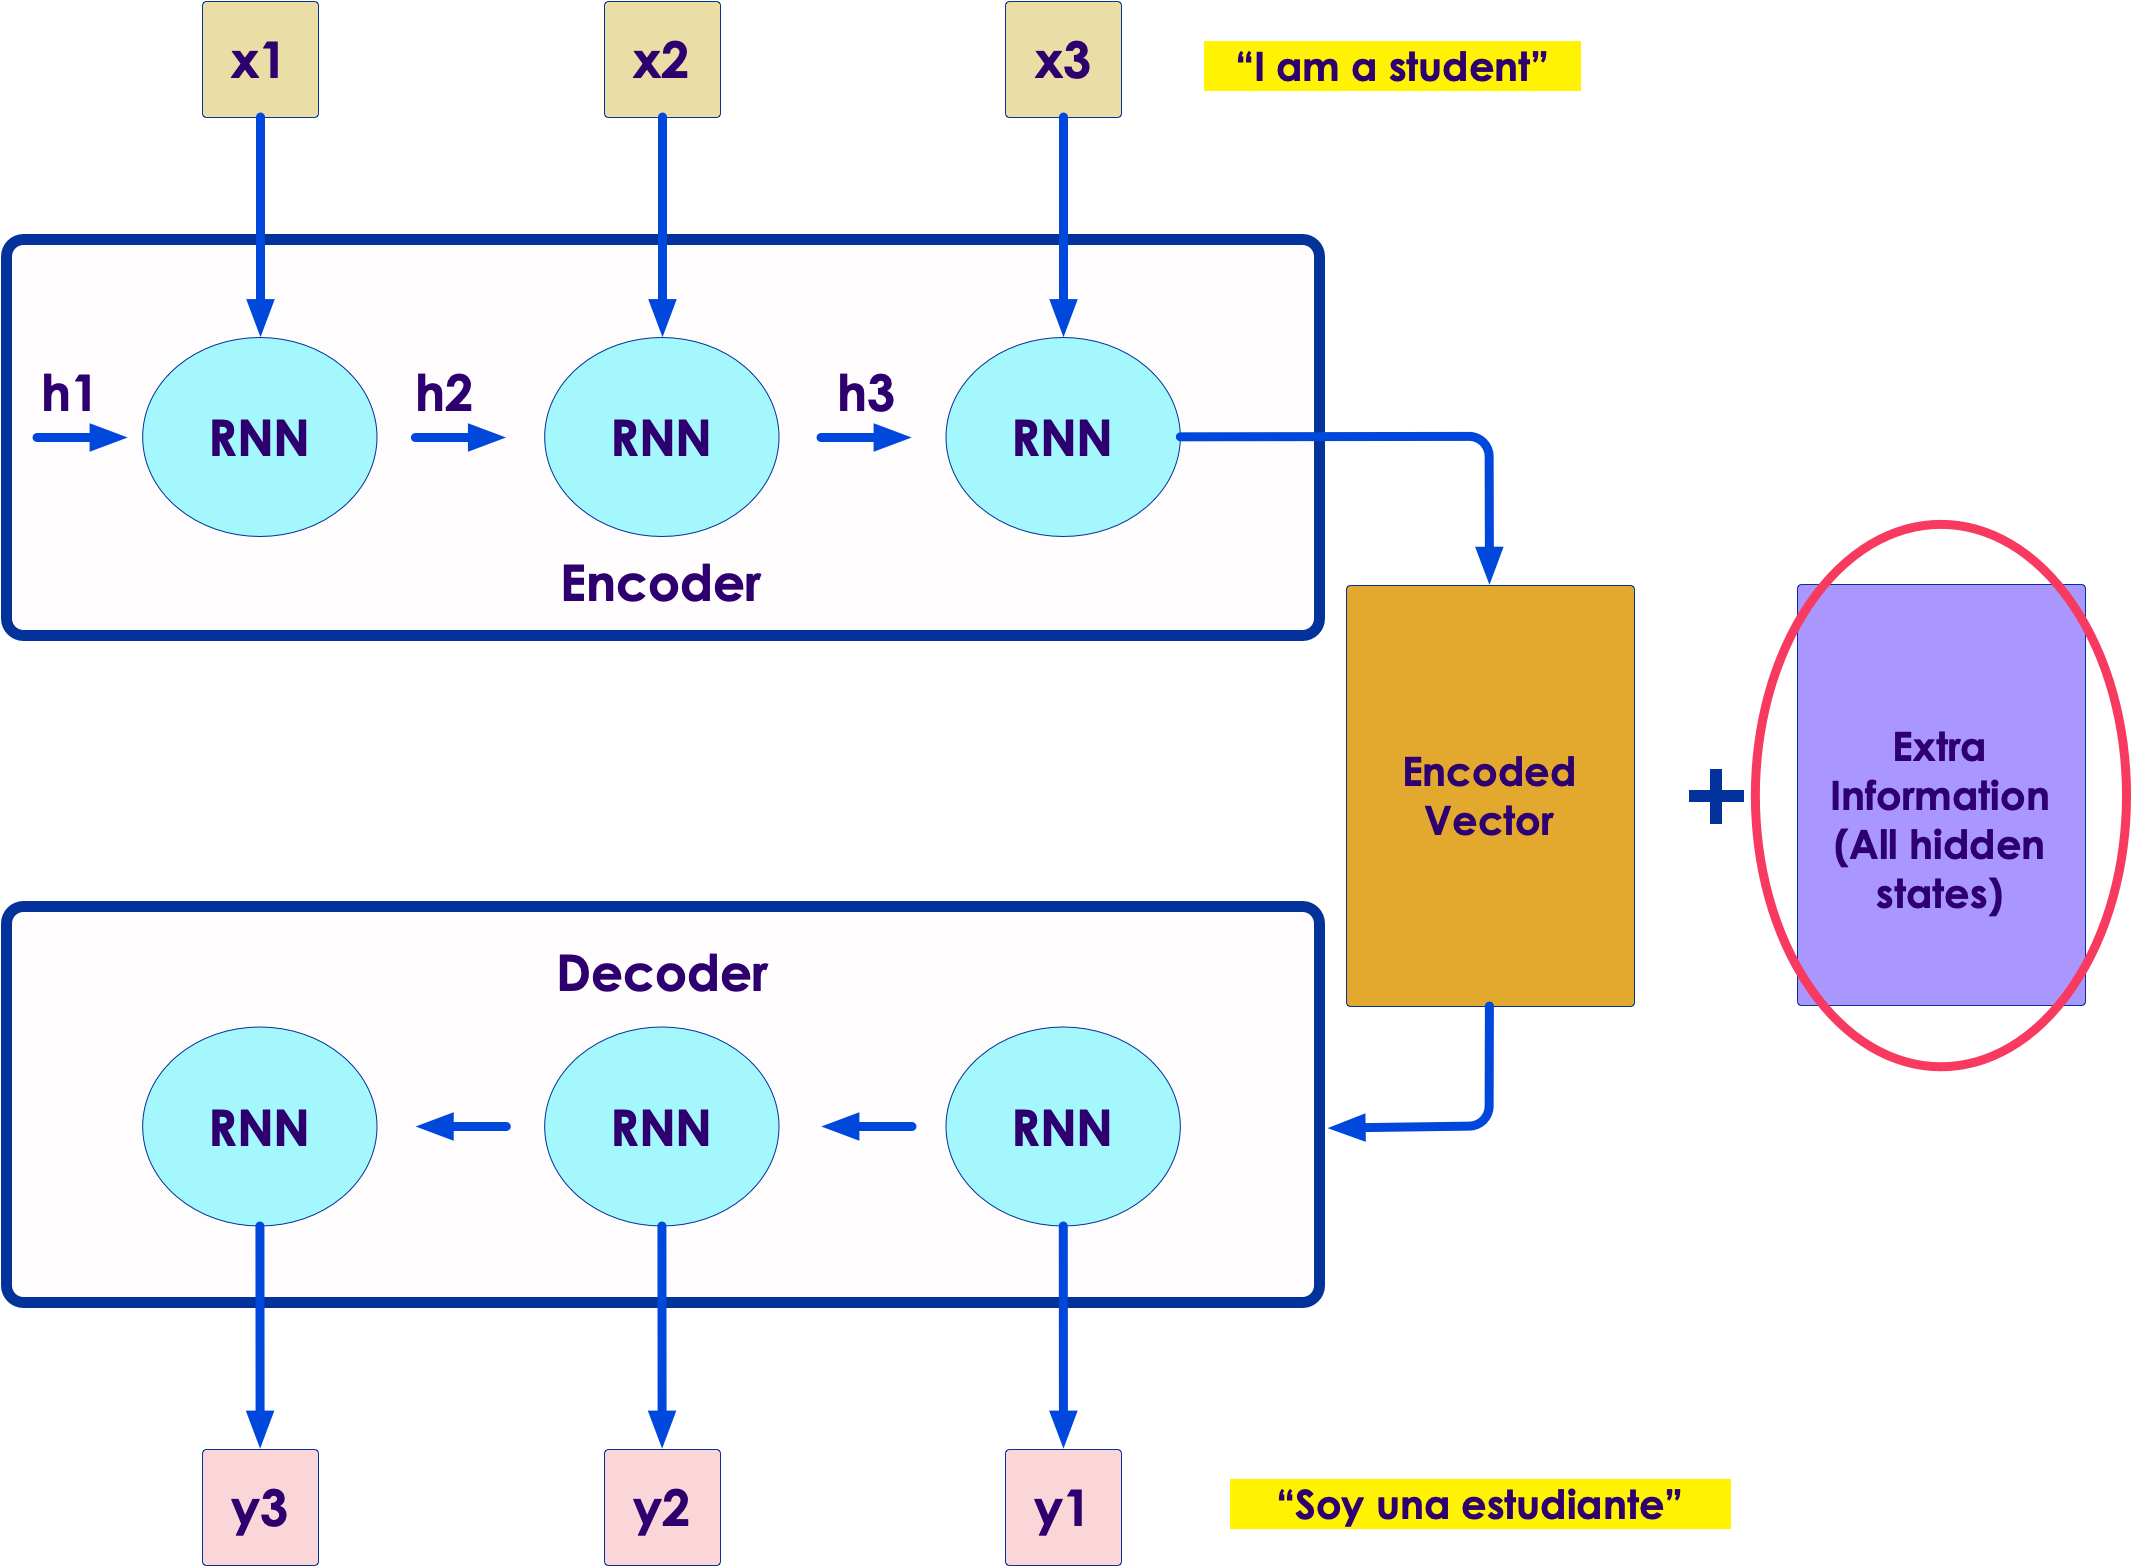 x1
x2
x3
“I am a student”
h1
h2
h3
RNN
RNN
RNN
Encoder
Encoded
Vector
Extra
Information
(All hidden
states)
Decoder
RNN
RNN
RNN
y3
y2
y1
“Soy una estudiante”